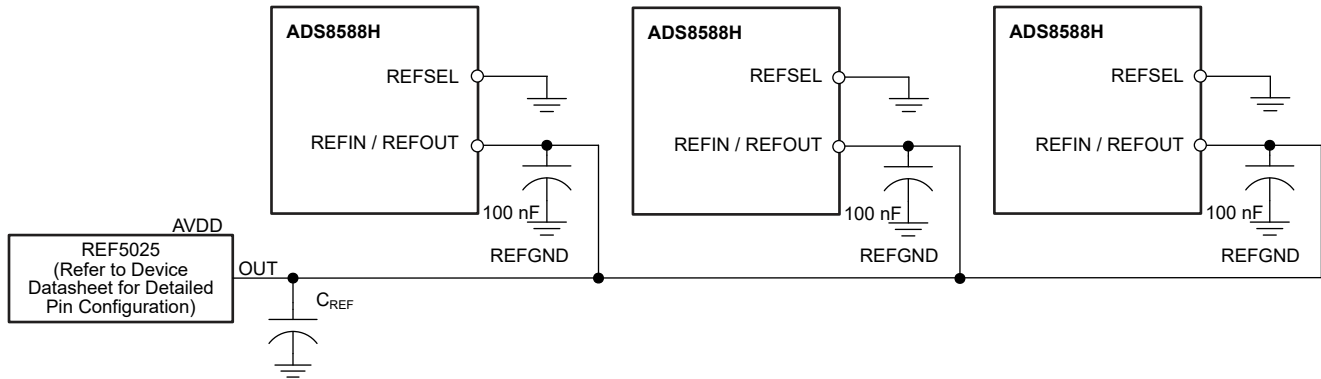 ADS8588H
REFSEL
REFIN / REFOUT
100 nF
REFGND
ADS8588H
REFSEL
REFIN / REFOUT
100 nF
REFGND
ADS8588H
REFSEL
REFIN / REFOUT
100 nF
REFGND
AVDD
REF5025
(Refer to Device
Datasheet for Detailed
Pin Configuration)
OUT
CREF